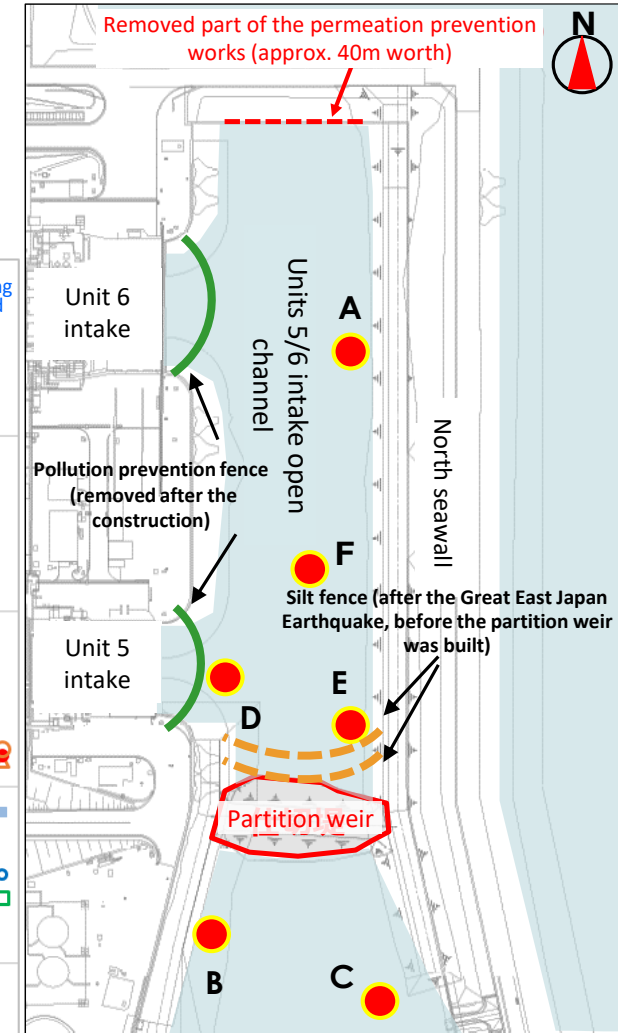 Removed part of the permeation prevention
works (approx. 40m worth)
N
ng
d
Unit 6
intake
Units 5/6 intake open
channel
A
North seawall
Pollution prevention fence
(removed after the
construction)
F
Silt fence (after the Great East Japan
Earthquake, before the partition weir
was built)
Unit 5
intake
D
E
Partition weir
B
C